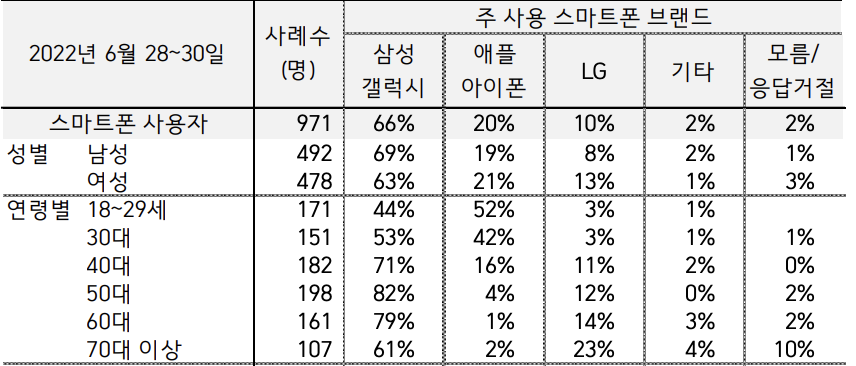 주 사용 스마트폰 브랜드
2022년 6월 28~30일 사례수 (명) 삼성 갤럭시 애플 아이폰 LG 기타 모름/ 응답거절
스마트폰 사용자 971 66% 20% 10% 2% 2%
성별 남성 492 69% 19% 8% 2% 1%
여성 478 63% 21% 13% 1% 3%
연령별 18~29세 171 44% 52% 3% 1%
30대 151 53% 42% 3% 1% 1%
40대 182 71% 16% 11% 2% 0%
50대 198 82% 4% 12% 0% 2%
60대 161 79% 1% 14% 3% 2%
70대 이상 107 61% 2% 23% 4% 10%